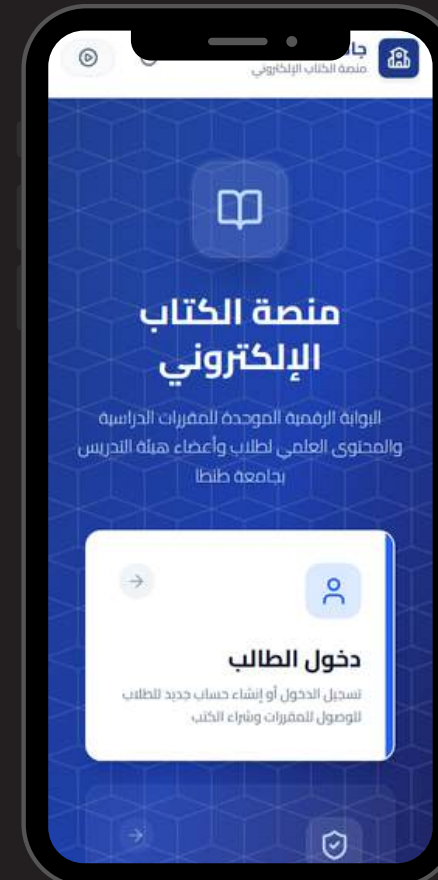 منصة الكتاب الإلكتروني
منصة الكتاب
الإلكتروني
البوابة الرقمية الموحدة للمقررات الدراسية
والمحتوى العلمي لطلاب وأعضاء هيئة التدريس
بجامعة طنطا
دخول الطالب
تسجيل الدخول أو إنشاء حساب جديد للطلاب
للوصول للمقررات وشراء الكتب